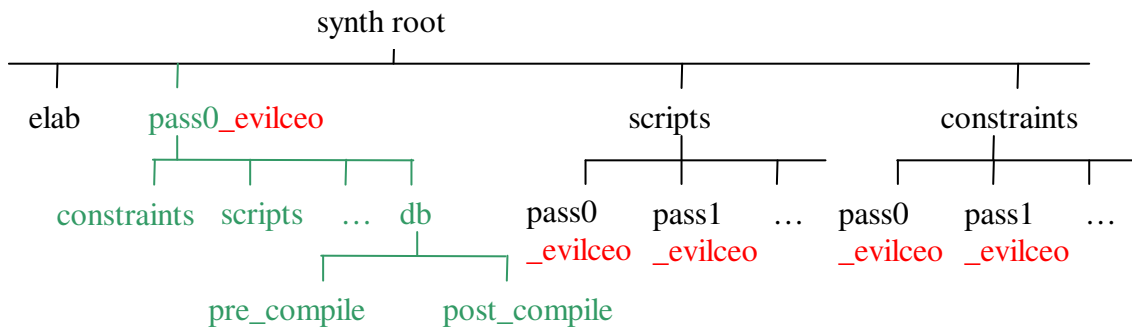 synth root
elab pass0_evilceo scripts constraints
constraints scripts … db pass0 pass1 … pass0 pass1 …
_evilceo _evilceo _evilceo _evilceo
pre_compile post_compile